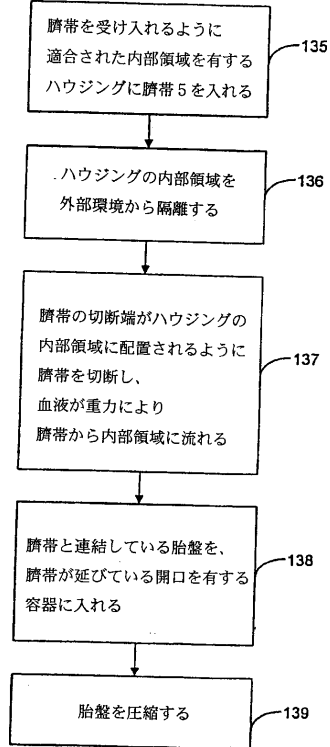 臍帯を受け入れるように
適合された内部領域を有する
ハウジングに臍帯5を入れる
135
ハウジングの内部領域を
外部環境から隔離する
136
臍帯の切断端がハウジングの
内部領域に配置されるように
臍帯を切断し、
血液が重力により
臍帯から内部領域に流れる
137
臍帯と連結している胎盤を、
臍帯が延びている開口を有する
容器に入れる
138
胎盤を圧縮する
139